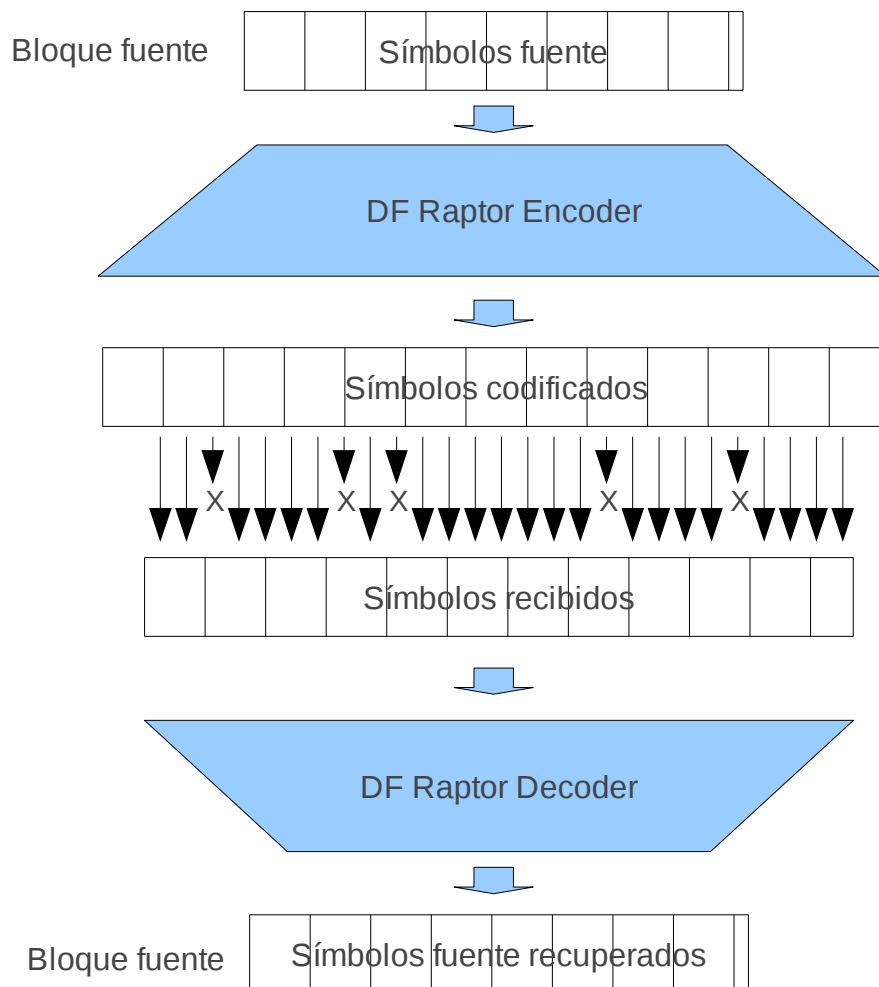 Bloque fuente
Símbolos fuente
DF Raptor Encoder
Símbolos codificados
X X X X X
Símbolos recibidos
DF Raptor Decoder
Bloque fuente
Símbolos fuente recuperados